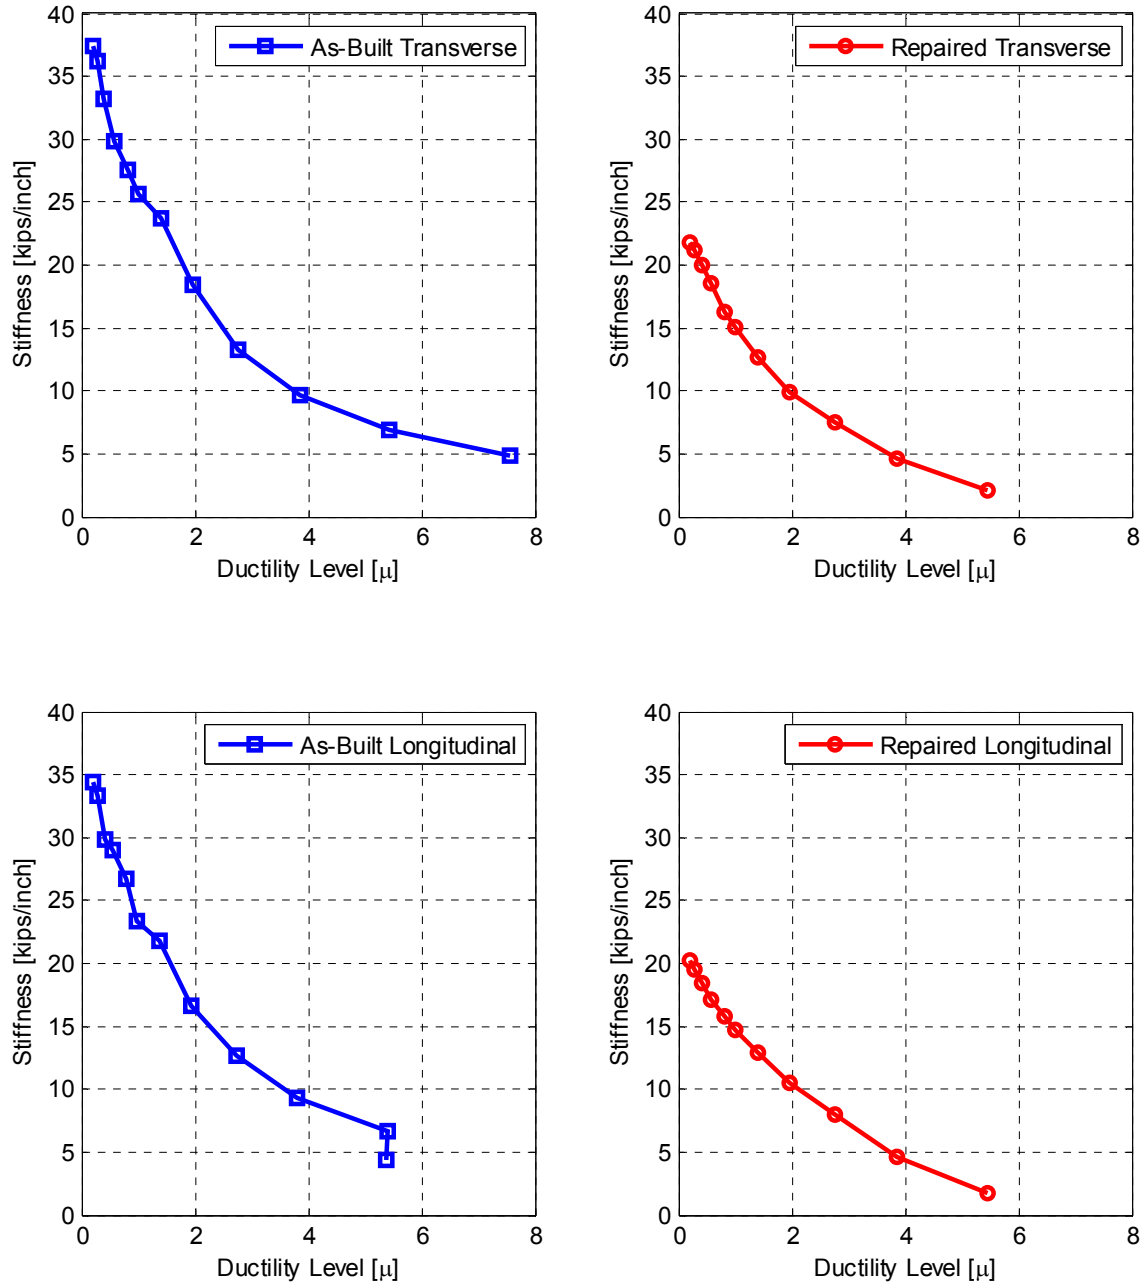 40
35
30
25
20
15
10
5
0
Stiffness [kips/inch]
As-Built Transverse
0 2 4 6 8
Ductility Level [μ]
40
35
30
25
20
15
10
5
0
Stiffness [kips/inch]
Repaired Transverse
0 2 4 6 8
Ductility Level [μ]
40
35
30
25
20
15
10
5
0
Stiffness [kips/inch]
As-Built Longitudinal
0 2 4 6 8
Ductility Level [μ]
40
35
30
25
20
15
10
5
0
Stiffness [kips/inch]
Repaired Longitudinal
0 2 4 6 8
Ductility Level [μ]